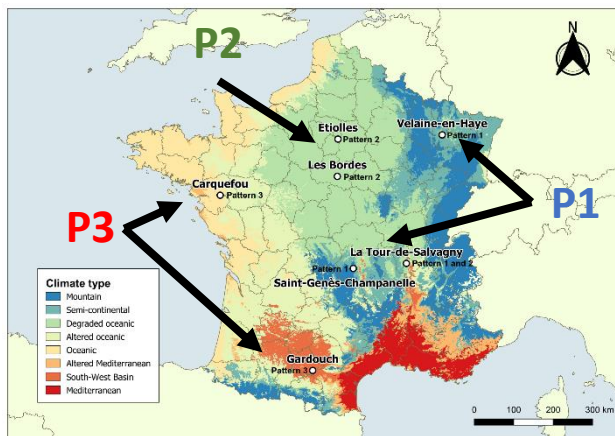 P2
N
Velaine-en-Haye
Pattern 1
Etiolles
Pattern 2
Les Bordes
Pattern 2
Carquefou
Pattern 3
P3
P1
La Tour-de-Salvagny
Pattern 1 and 2
Pattern 1
Saint-Genès-Champanelle
Climate type
Mountain
Semi-continental
Degraded oceanic
Altered oceanic
Oceanic
Altered Mediterranean
South-West Basin
Mediterranean
Gardouch
Pattern 3
0 100 200 300 km